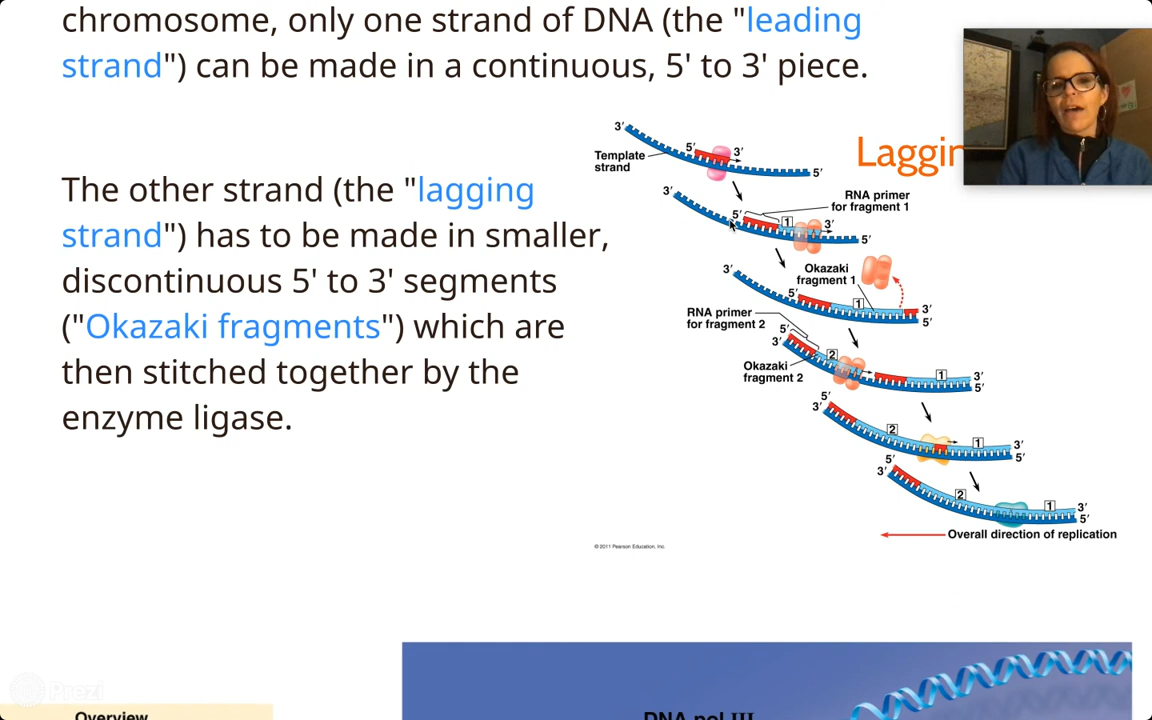 chromosome, only one strand of DNA (the "leading
strand") can be made in a continuous, 5' to 3' piece.
The other strand (the "lagging
strand") has to be made in smaller,
discontinuous 5' to 3' segments
("Okazaki fragments") which are
then stitched together by the
enzyme ligase.
Laggin
3′
5′
3′
Template
strand
5′
3′
RNA primer
for fragment 1
5′
1
3′
5′
3′
Okazaki
fragment 1
5′
1
3′
5′
RNA primer
for fragment 2
5′
3′
2
Okazaki
fragment 2
1
3′
5′
5′
3′
2
1
3′
5′
5′
3′
2
1
3′
5′
Overall direction of replication
© 2011 Pearson Education, Inc.
Prezi
Overview
DNA pol III